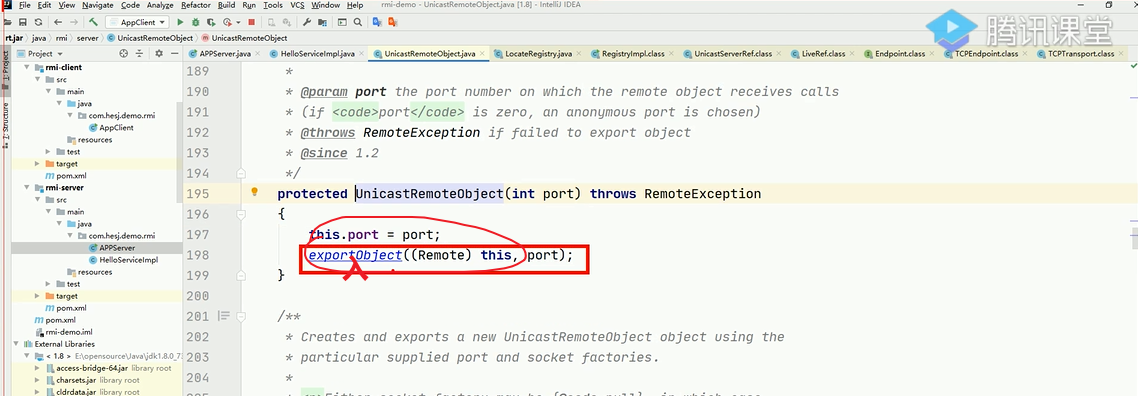 File Edit View Navigate Code Analyze Refactor Build Run Tools VCS Window Help rmi-demo - UnicastRemoteObject.java [1.8] - IntelliJ IDEA
AppClient
腾讯课堂
rt.jar java rmi server UnicastRemoteObject UnicastRemoteObject
Project
APPServer.java HelloServiceImpl.java UnicastRemoteObject.java LocateRegistry.java RegistryImpl.class UnicastServerRef.class LiveRef.class Endpoint.class TCPEndpoint.class TCPTransport.class
1: Project
Z: Structure
rmi-client
src
main
java
com.hesj.demo.rmi
AppClient
resources
test
target
pom.xml
rmi-server
src
main
java
com.hesj.demo.rmi
APPServer
HelloServiceImpl
resources
test
target
pom.xml
pom.xml
rmi-demo.iml
External Libraries
< 1.8 > E:\opensource\Java\jdk1.8.0_7
access-bridge-64.jar library root
charsets.jar library root
cldrdata.jar library root
189 *
190 * @param port the port number on which the remote object receives calls
191 * (if <code>port</code> is zero, an anonymous port is chosen)
192 * @throws RemoteException if failed to export object
193 * @since 1.2
194 */
195 protected UnicastRemoteObject(int port) throws RemoteException
196 {
197 this.port = port;
198 exportObject((Remote) this, port);
199 }
200
201 /**
202 * Creates and exports a new UnicastRemoteObject object using the
203 * particular supplied port and socket factories.
204 *